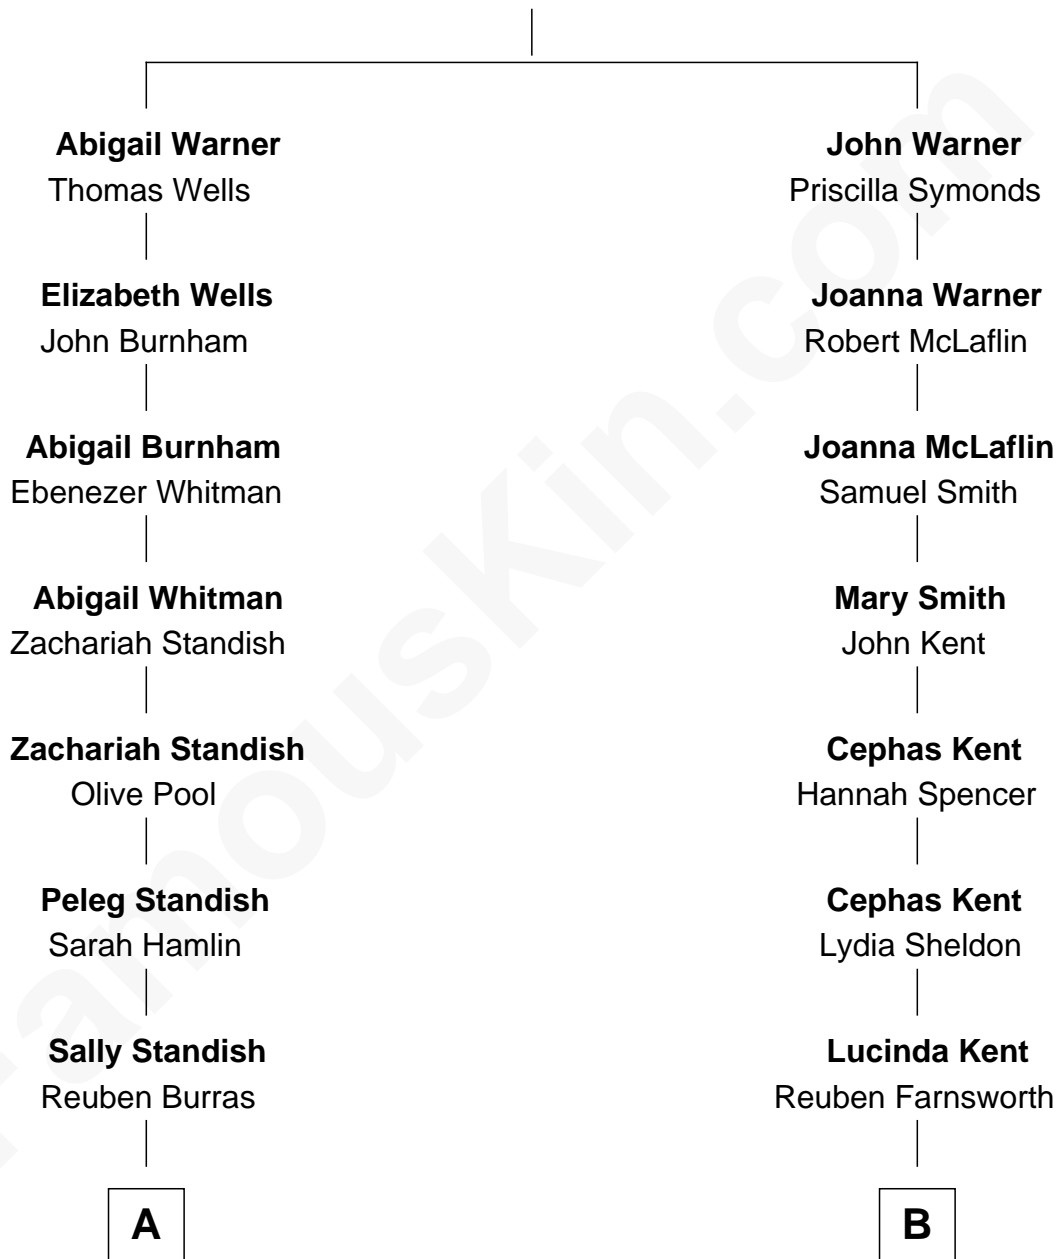 Abigail Warner
Thomas Wells
Elizabeth Wells
John Burnham
Abigail Burnham
Ebenezer Whitman
Abigail Whitman
Zachariah Standish
Zachariah Standish
Olive Pool
Peleg Standish
Sarah Hamlin
Sally Standish
Reuben Burras
A
John Warner
Priscilla Symonds
Joanna Warner
Robert McLaflin
Joanna McLaflin
Samuel Smith
Mary Smith
John Kent
Cephas Kent
Hannah Spencer
Cephas Kent
Lydia Sheldon
Lucinda Kent
Reuben Farnsworth
B
FamousKin.com